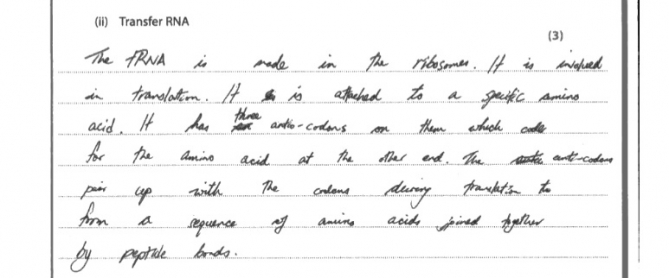 (ii) Transfer RNA
(3)
The tRNA is made in the ribosomes. It is involved
in translation. It is attached to a specific amino
acid. It has three antio-codons on them which code
for the amino acid at the other end. The anti-codons
pair up with the codons during translation to
from a sequence of amino acids joined together
by peptide bonds.